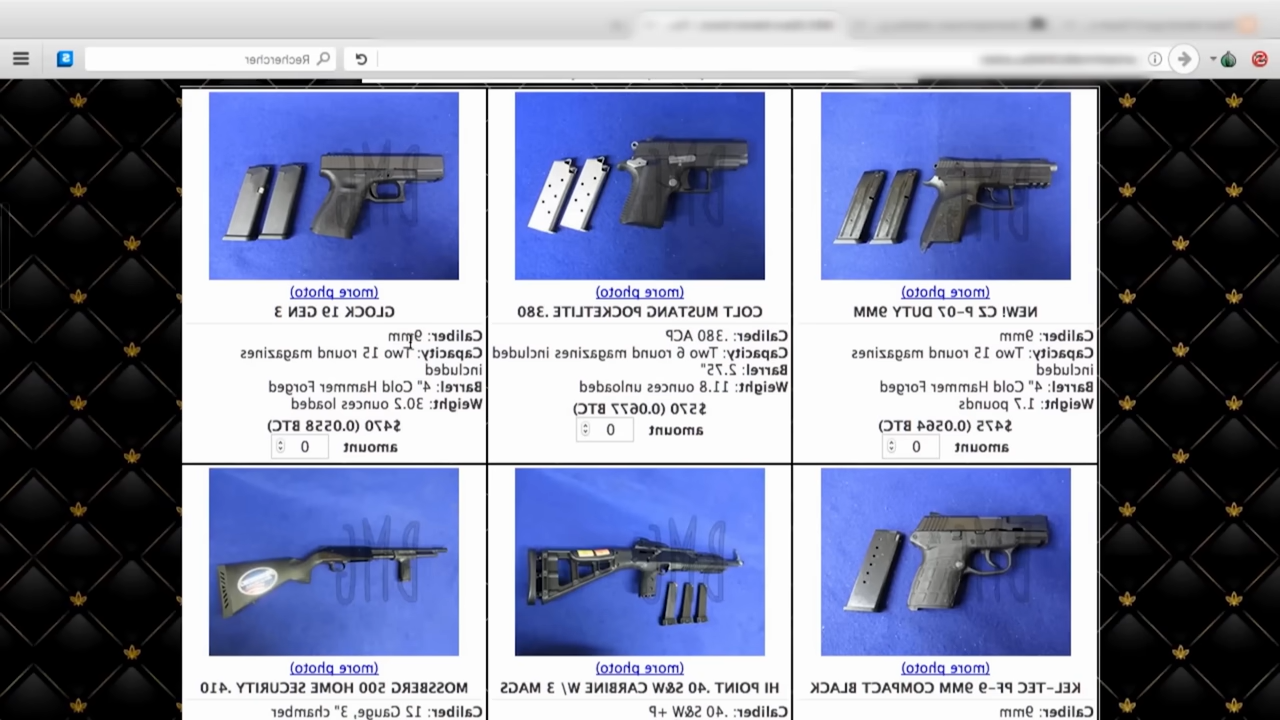 Rechercher
(more photo)
NEW! CZ P-07 DUTY 9MM
Caliber: 9mm
Capacity: Two 15 round magazines
included
Barrel: 4" Cold Hammer Forged
Weight: 1.7 pounds
$475 (0.0564 BTC)
amount 0
(more photo)
COLT MUSTANG POCKETLITE .380
Caliber: .380 ACP
Capacity: Two 6 round magazines included
Barrel: 2.75"
Weight: 11.8 ounces unloaded
$570 (0.0677 BTC)
amount 0
(more photo)
GLOCK 19 GEN 3
Caliber: 9mm
Capacity: Two 15 round magazines
included
Barrel: 4" Cold Hammer Forged
Weight: 30.2 ounces loaded
$470 (0.0558 BTC)
amount 0
BMG
BMG
(more photo)
KEL-TEC PF-9 9MM COMPACT BLACK
Caliber: 9mm
BMG
(more photo)
HI POINT .40 S&W CARBINE W/ 3 MAGS
Caliber: .40 S&W +P
BMG
(more photo)
MOSSBERG 500 HOME SECURITY .410
Caliber: 12 Gauge, 3" chamber